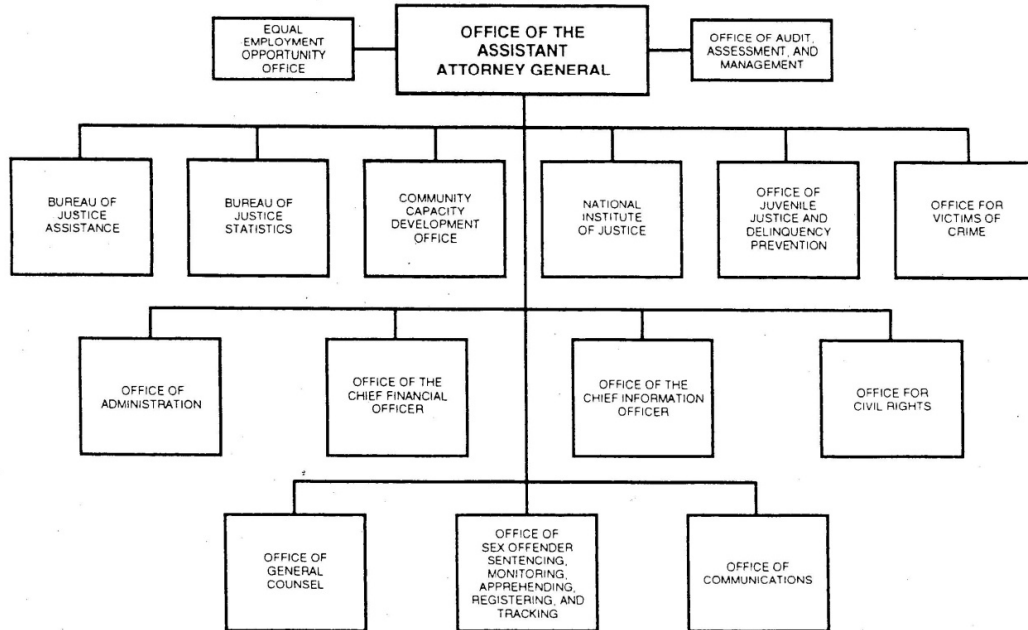 EQUAL
EMPLOYMENT
OPPORTUNITY
OFFICE
OFFICE OF THE
ASSISTANT
ATTORNEY GENERAL
OFFICE OF AUDIT,
ASSESSMENT, AND
MANAGEMENT
BUREAU OF
JUSTICE
ASSISTANCE
BUREAU OF
JUSTICE
STATISTICS
COMMUNITY
CAPACITY
DEVELOPMENT
OFFICE
NATIONAL
INSTITUTE
OF JUSTICE
OFFICE OF
JUVENILE
JUSTICE AND
DELINQUENCY
PREVENTION
OFFICE FOR
VICTIMS OF
CRIME
OFFICE OF
ADMINISTRATION
OFFICE OF THE
CHIEF FINANCIAL
OFFICER
OFFICE OF THE
CHIEF INFORMATION
OFFICER
OFFICE FOR
CIVIL RIGHTS
OFFICE OF
GENERAL
COUNSEL
OFFICE OF
SEX OFFENDER
SENTENCING,
MONITORING,
APPREHENDING,
REGISTERING, AND
TRACKING
OFFICE OF
COMMUNICATIONS